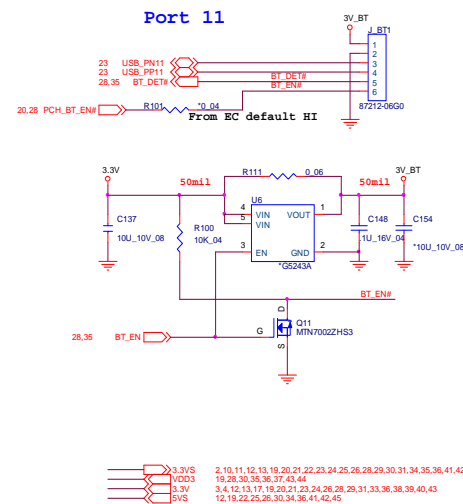 Port 11
3V_BT
J_BT1
1
23 USB_PN11
2
23 USB_PP11
3
28,35 BT_DET#
BT_DET#
4
BT_EN#
5
6
20,28 PCH_BT_EN#
R101 *0_04
87212-06G0
From EC default HI
3.3V
50mil
R111 0_06
50mil
3V_BT
U6
4 VIN VOUT 1
5 VIN
C137
R100
C148
C154
10U_10V_08
10K_04
.1U_16V_04
*10U_10V_08
3 EN GND 2
*G5243A
BT_EN#
D
Q11
28,35 BT_EN
G
MTN7002ZHS3
S
3.3VS 2,10,11,12,13,19,20,21,22,23,24,25,26,28,29,30,31,34,35,36,41,42
VDD3 19,28,30,35,36,37,43,44
3.3V 3,4,12,13,17,19,20,21,23,24,26,28,29,31,33,36,38,39,40,43
5VS 12,19,22,25,26,30,34,36,41,42,45